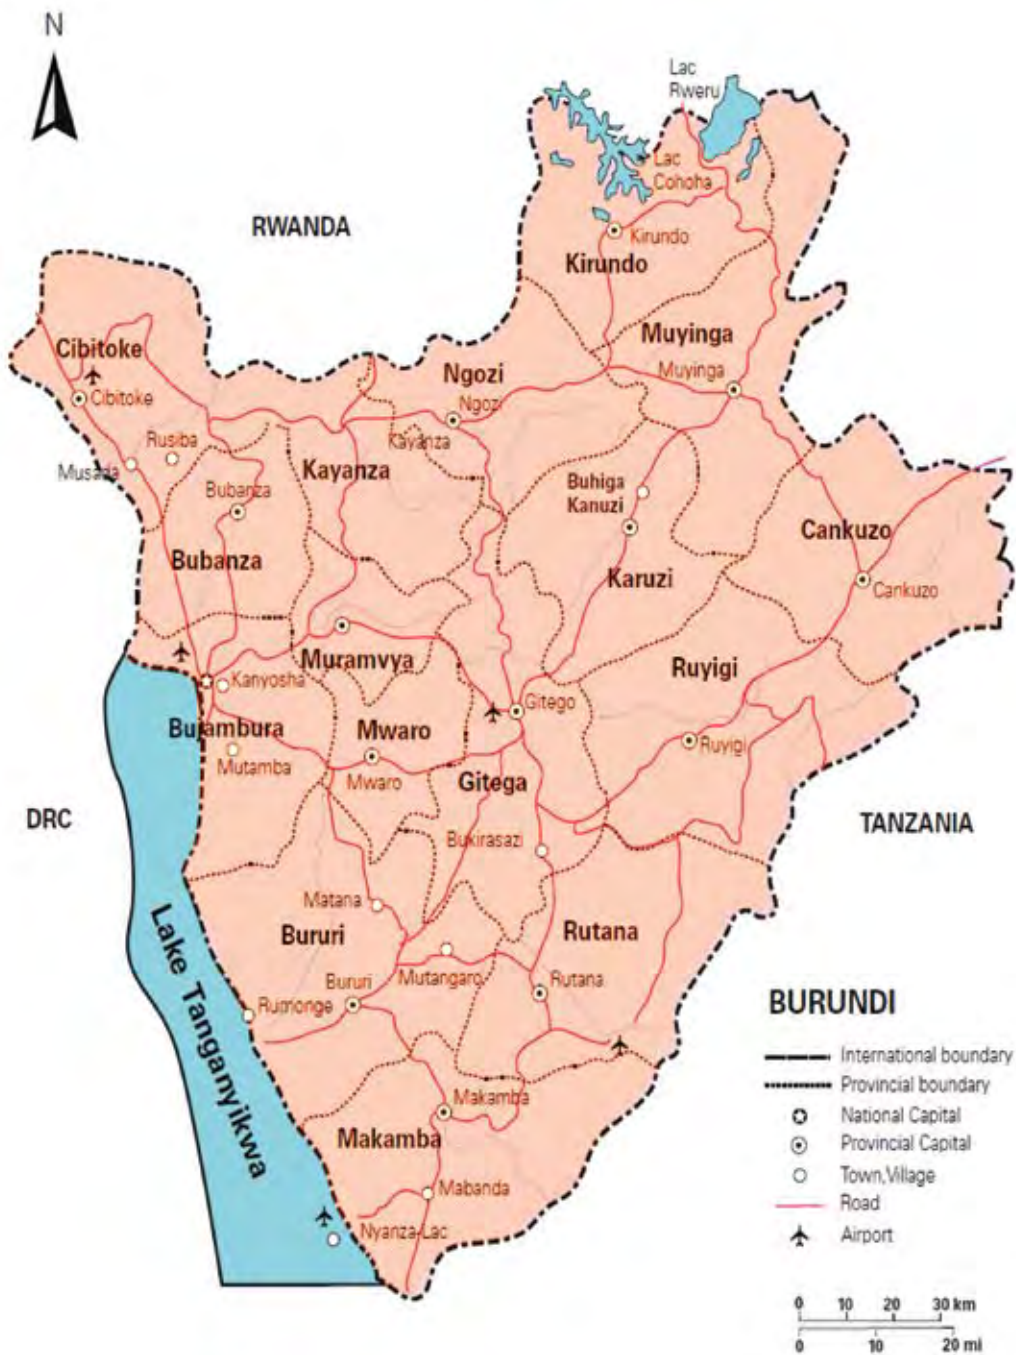 N
Lac
Rweru
Lac
Cohoha
RWANDA
Kirundo
Kirundo
Cibitoke
Muyinga
Ngozi
Muyinga
Cibitoke
Ngozi
Rusiba
Kayanza
Musada
Kayanza
Bubanza
Buhiga
Kanuzi
Cankuzo
Bubanza
Karuzi
Cankuzo
Muramvya
Ruyigi
Kanyosha
Gitego
Bujambura
Mwaro
Ruyigi
Mutamba
Mwaro
Gitega
DRC
TANZANIA
Bukirasazi
Matana
Bururi
Rutana
Mutangaro
Bururi
Rutana
Rumonge
Lake Tanganyikwa
Makamba
Makamba
Mabanda
Nyanza-Lac
BURUNDI
International boundary
Provincial boundary
National Capital
Provincial Capital
Town,Village
Road
Airport
0 10 20 30 km
0 10 20 mi